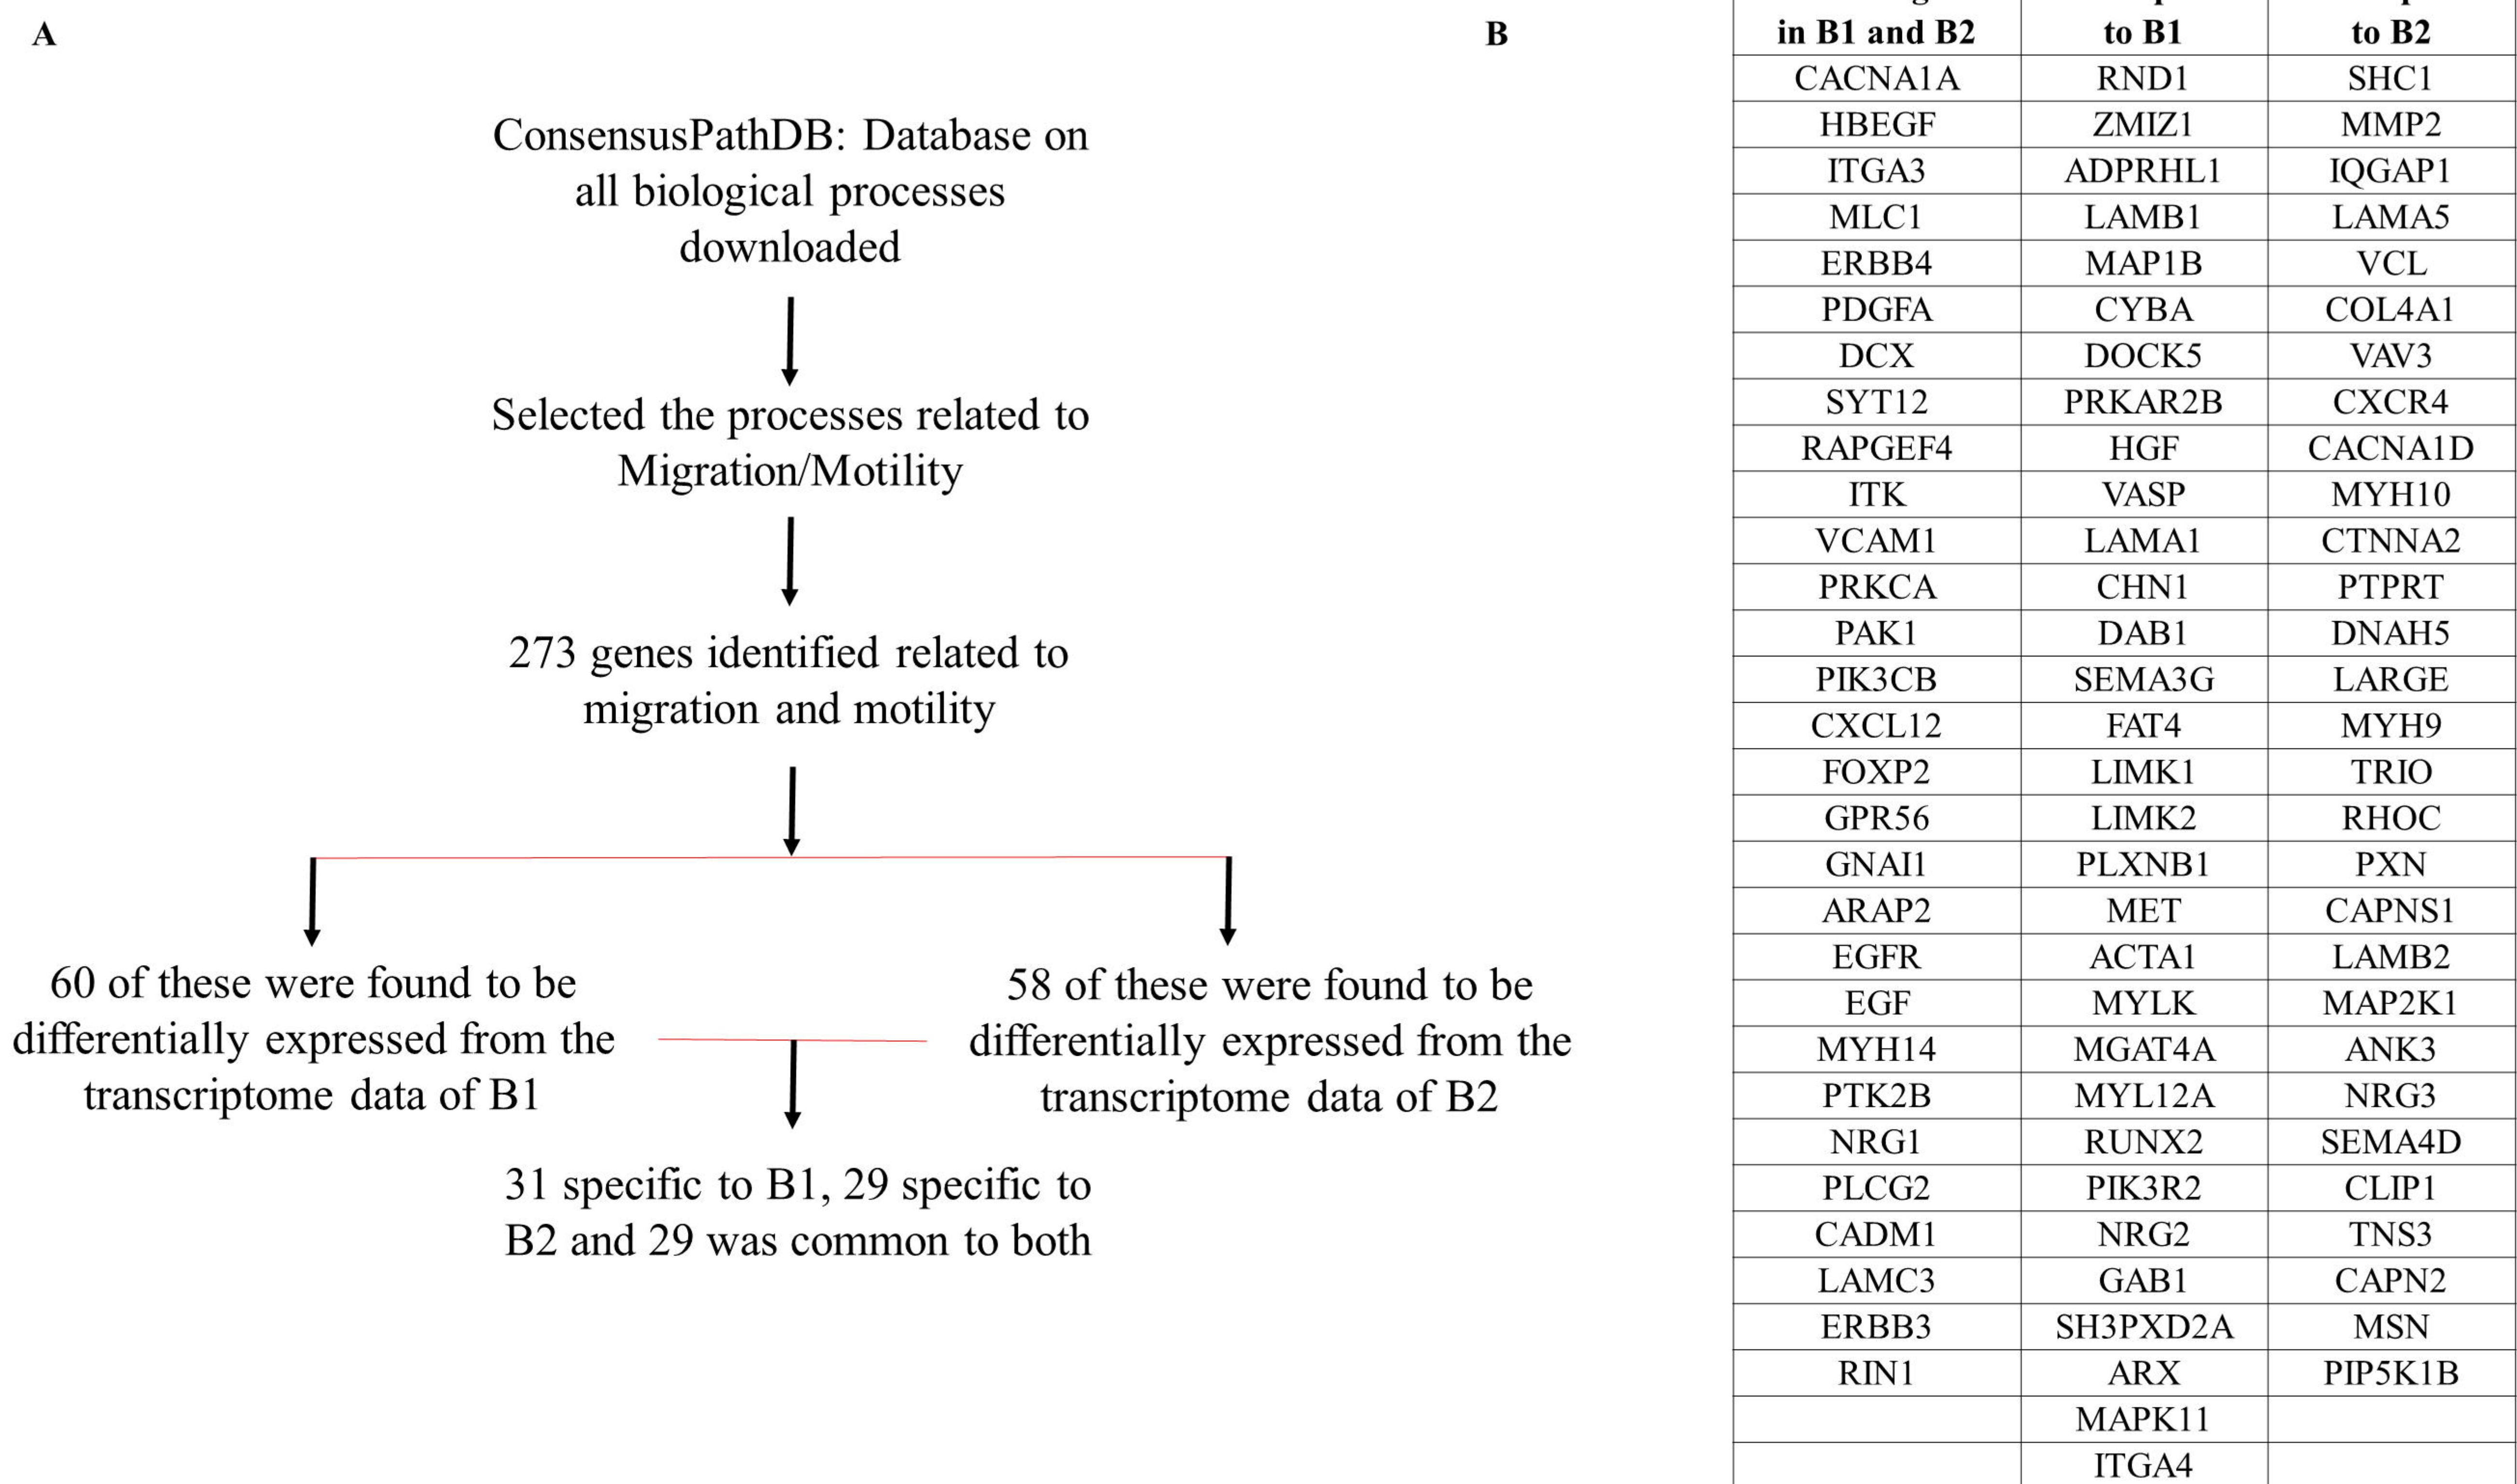 A
ConsensusPathDB: Database on
all biological processes
downloaded
Selected the processes related to
Migration/Motility
273 genes identified related to
migration and motility
60 of these were found to be
differentially expressed from the
transcriptome data of B1
58 of these were found to be
differentially expressed from the
transcriptome data of B2
31 specific to B1, 29 specific to
B2 and 29 was common to both
B
in B1 and B2 to B1 to B2
CACNA1A RND1 SHC1
HBEGF ZMIZ1 MMP2
ITGA3 ADPRHL1 IQGAP1
MLC1 LAMB1 LAMA5
ERBB4 MAP1B VCL
PDGFA CYBA COL4A1
DCX DOCK5 VAV3
SYT12 PRKAR2B CXCR4
RAPGEF4 HGF CACNA1D
ITK VASP MYH10
VCAM1 LAMA1 CTNNA2
PRKCA CHN1 PTPRT
PAK1 DAB1 DNAH5
PIK3CB SEMA3G LARGE
CXCL12 FAT4 MYH9
FOXP2 LIMK1 TRIO
GPR56 LIMK2 RHOC
GNAI1 PLXNB1 PXN
ARAP2 MET CAPNS1
EGFR ACTA1 LAMB2
EGF MYLK MAP2K1
MYH14 MGAT4A ANK3
PTK2B MYL12A NRG3
NRG1 RUNX2 SEMA4D
PLCG2 PIK3R2 CLIP1
CADM1 NRG2 TNS3
LAMC3 GAB1 CAPN2
ERBB3 SH3PXD2A MSN
RIN1 ARX PIP5K1B
MAPK11
ITGA4